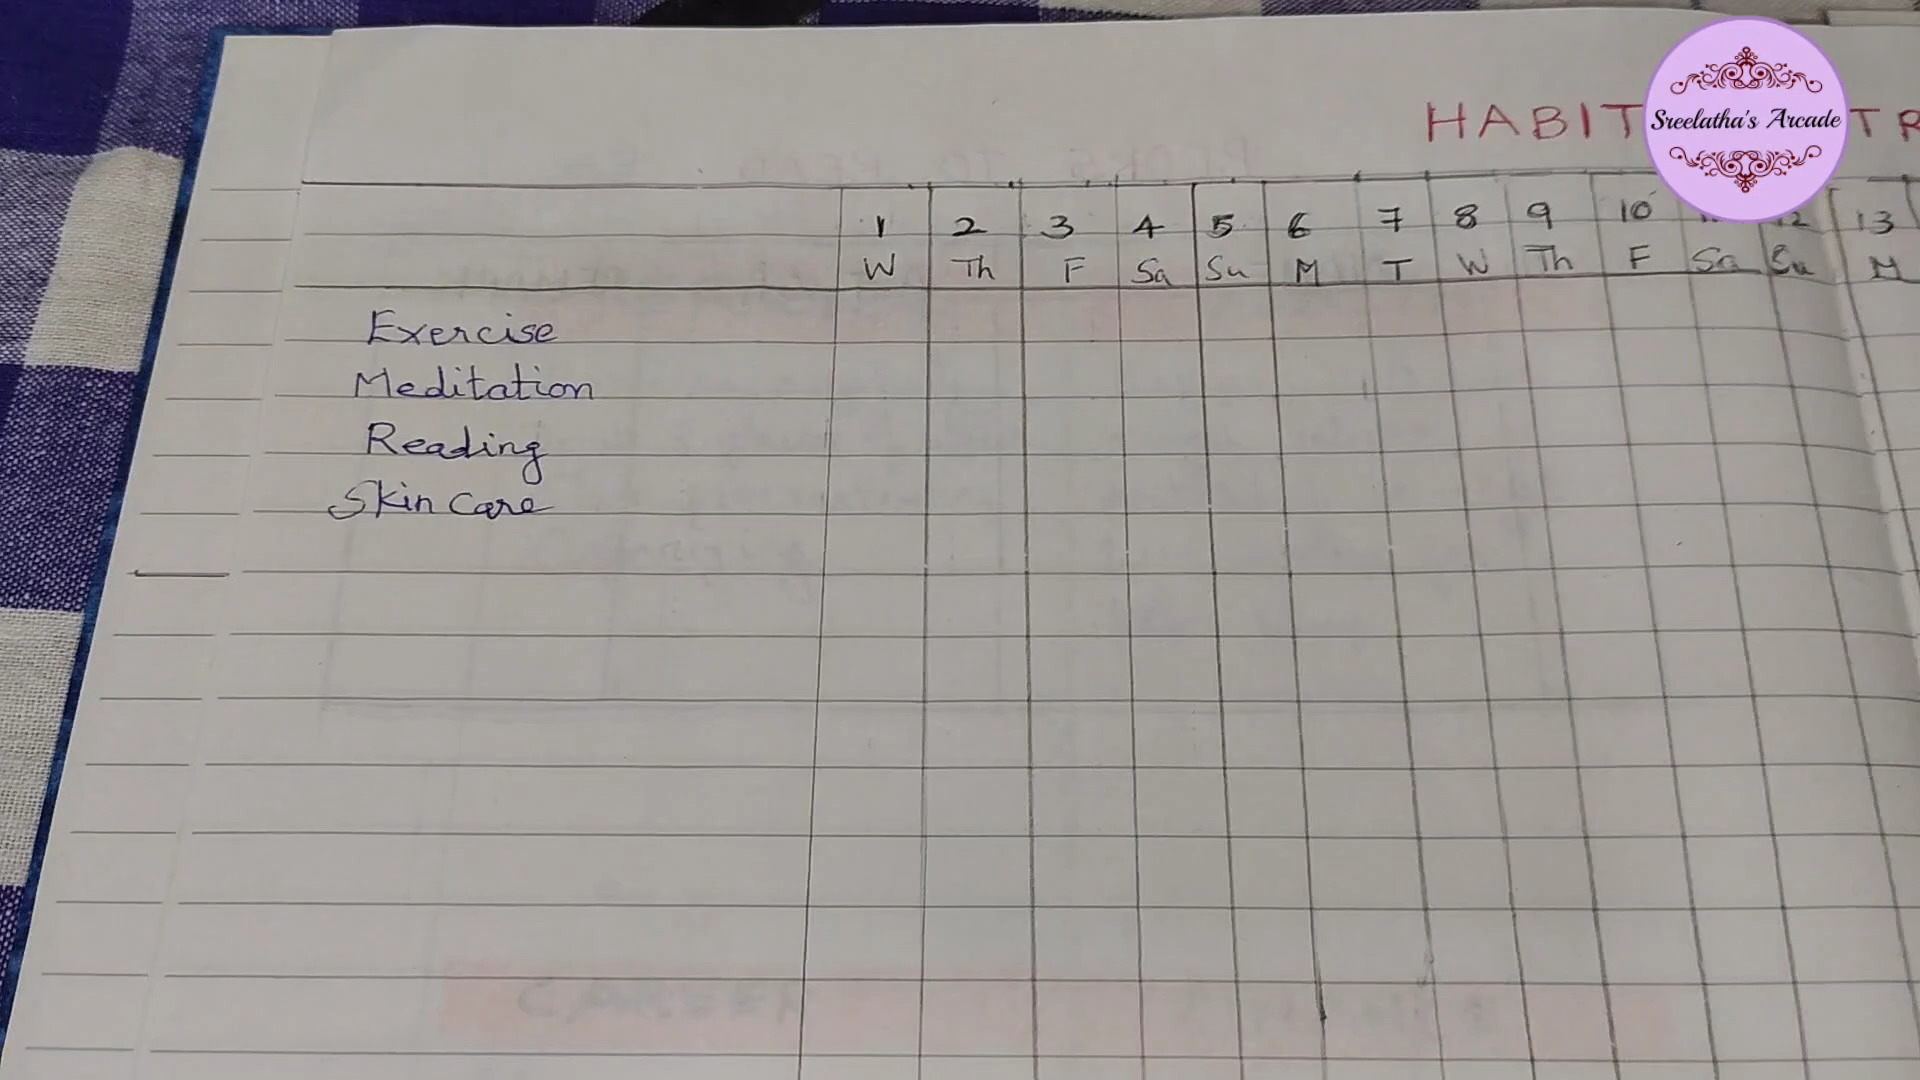 HABIT TR
Sreelatha's Arcade
1 2 3 4 5 6 7 8 9 10 12 13
W Th F Sa Su M T W Th F Sa Su M
Exercise
Meditation
Reading
Skin care